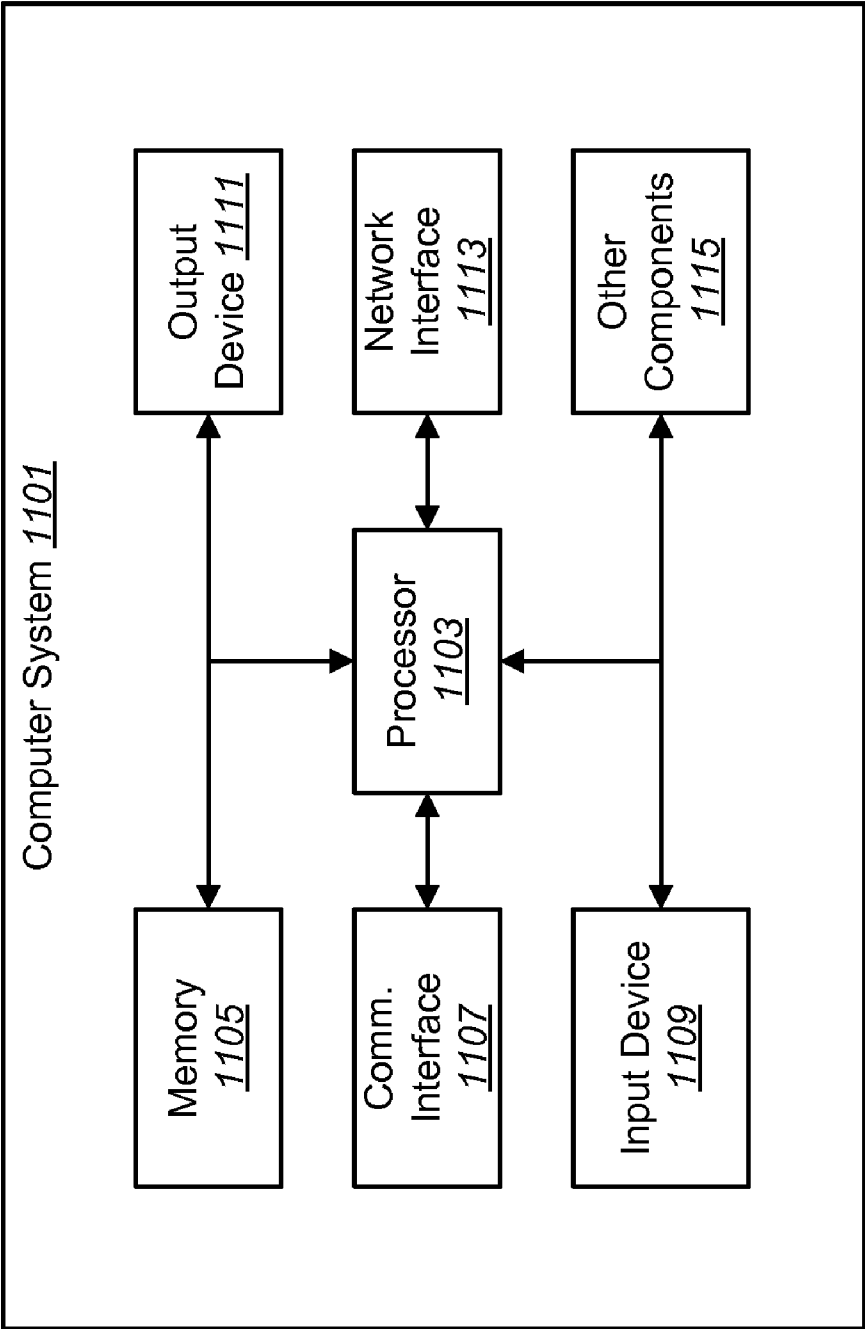 Computer System 1101
Memory
1105
Output
Device 1111
Comm.
Interface
1107
Processor
1103
Network
Interface
1113
Input Device
1109
Other
Components
1115